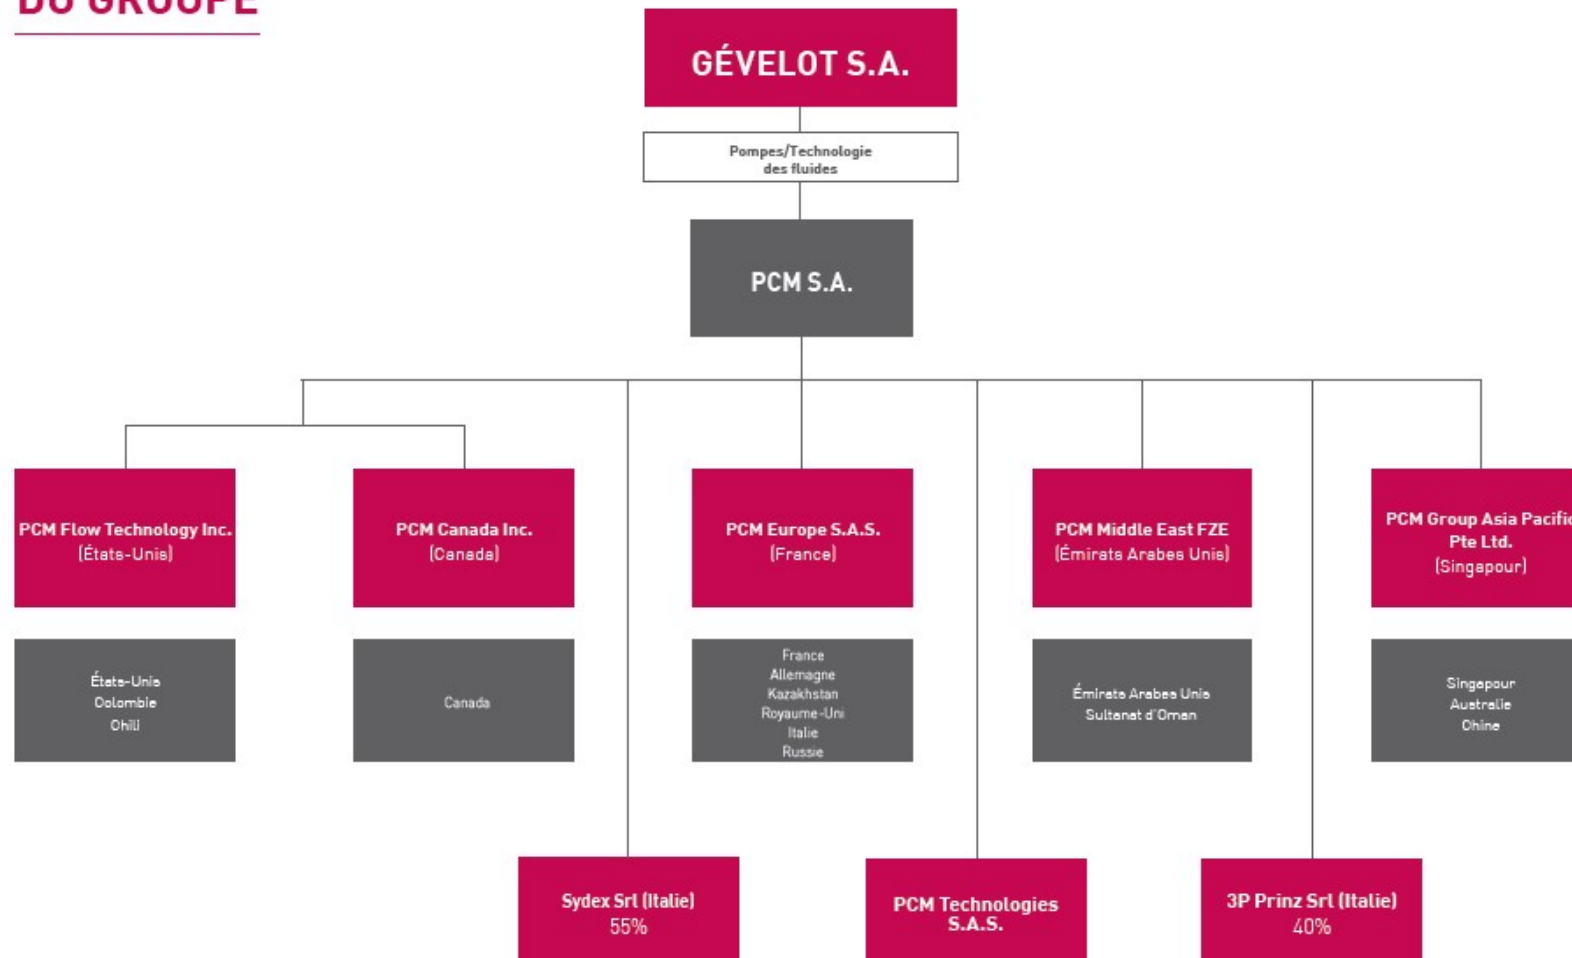 DU GROUPE
GÉVELOT S.A.
Pompes/Technologie
des fluides
PCM S.A.
PCM Flow Technology Inc.
(États-Unis)
PCM Canada Inc.
(Canada)
PCM Europe S.A.S.
(France)
PCM Middle East FZE
(Émirats Arabes Unis)
PCM Group Asia Pacific
Pte Ltd.
(Singapour)
États-Unis
Colombie
Chili
Canada
France
Allemagne
Kazakhstan
Royaume-Uni
Italie
Russie
Émirats Arabes Unis
Sultanat d'Oman
Singapour
Australie
Chine
Sydex Srl (Italie)
55%
PCM Technologies
S.A.S.
3P Prinz Srl (Italie)
40%